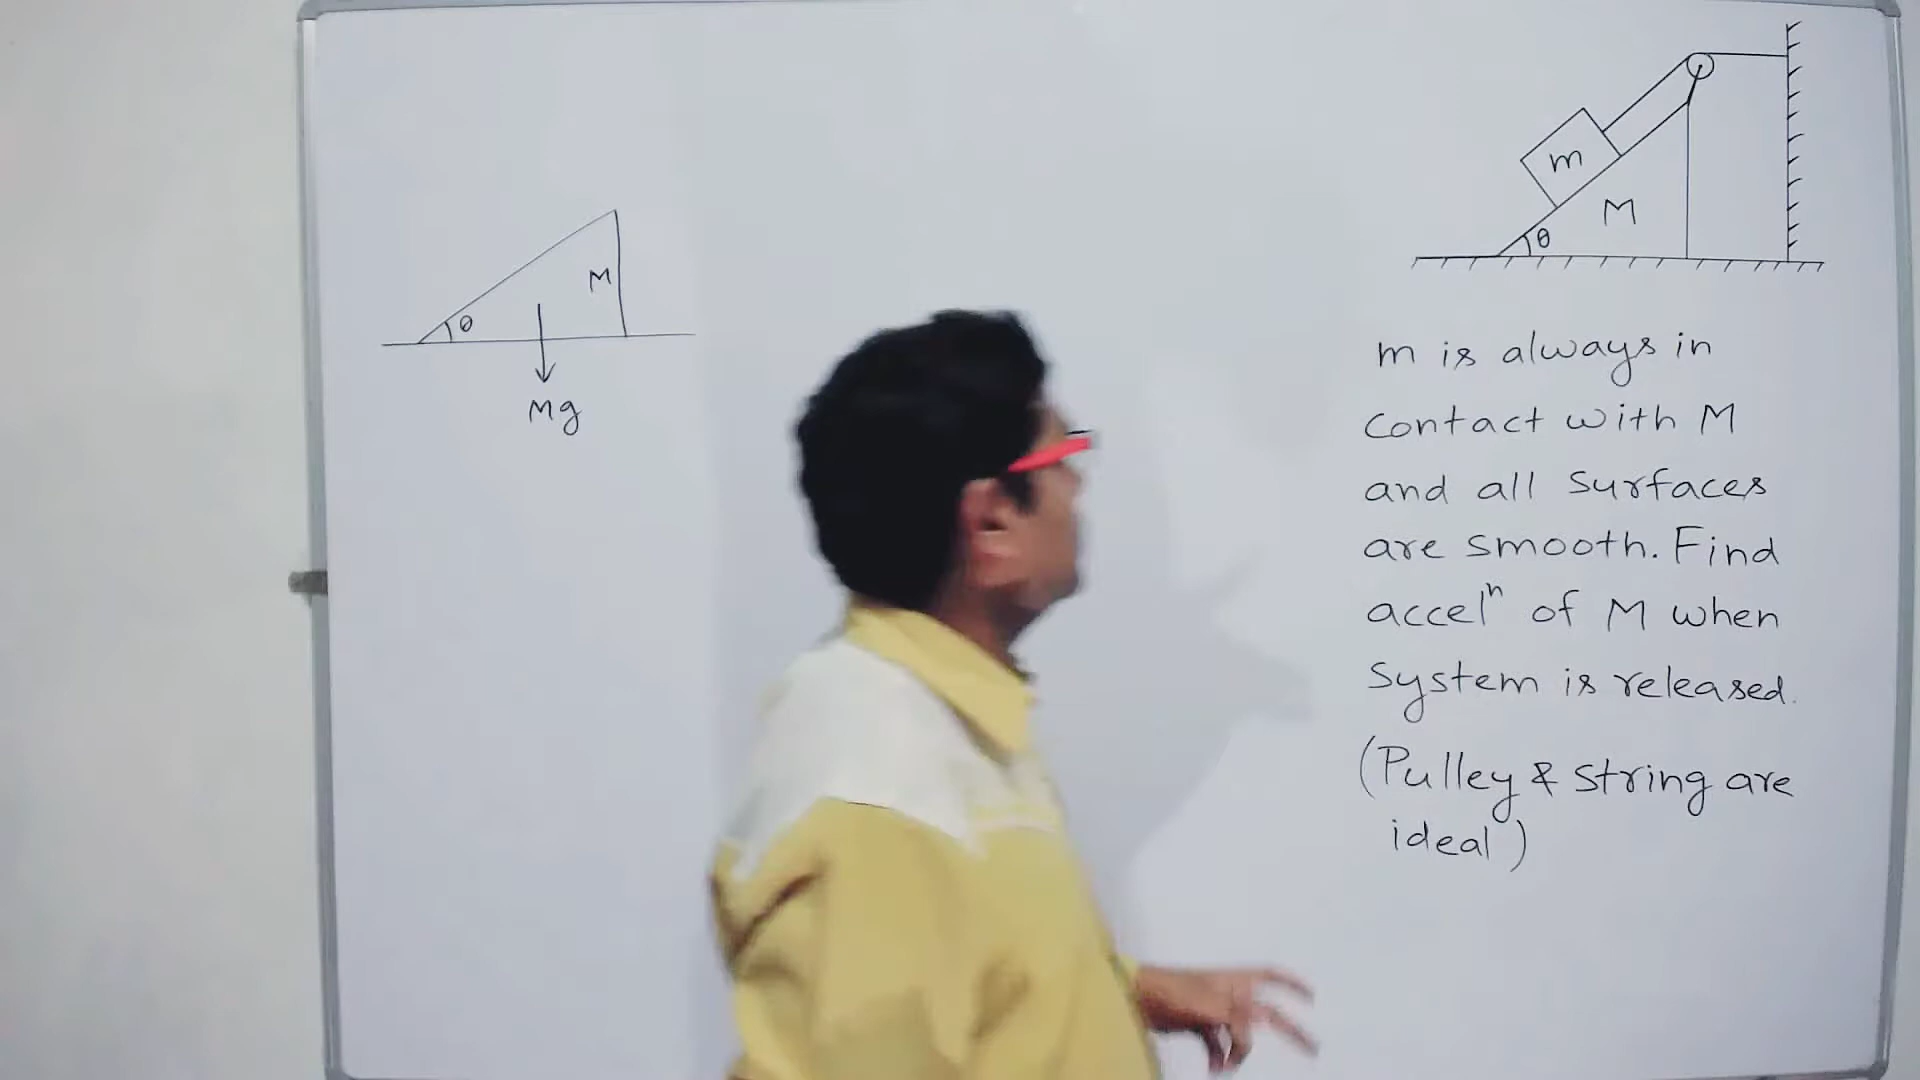 M
θ
Mg
m
M
θ
m is always in
contact with M
and all surfaces
are smooth. Find
accelⁿ of M when
system is released.
(Pulley & string are
ideal)